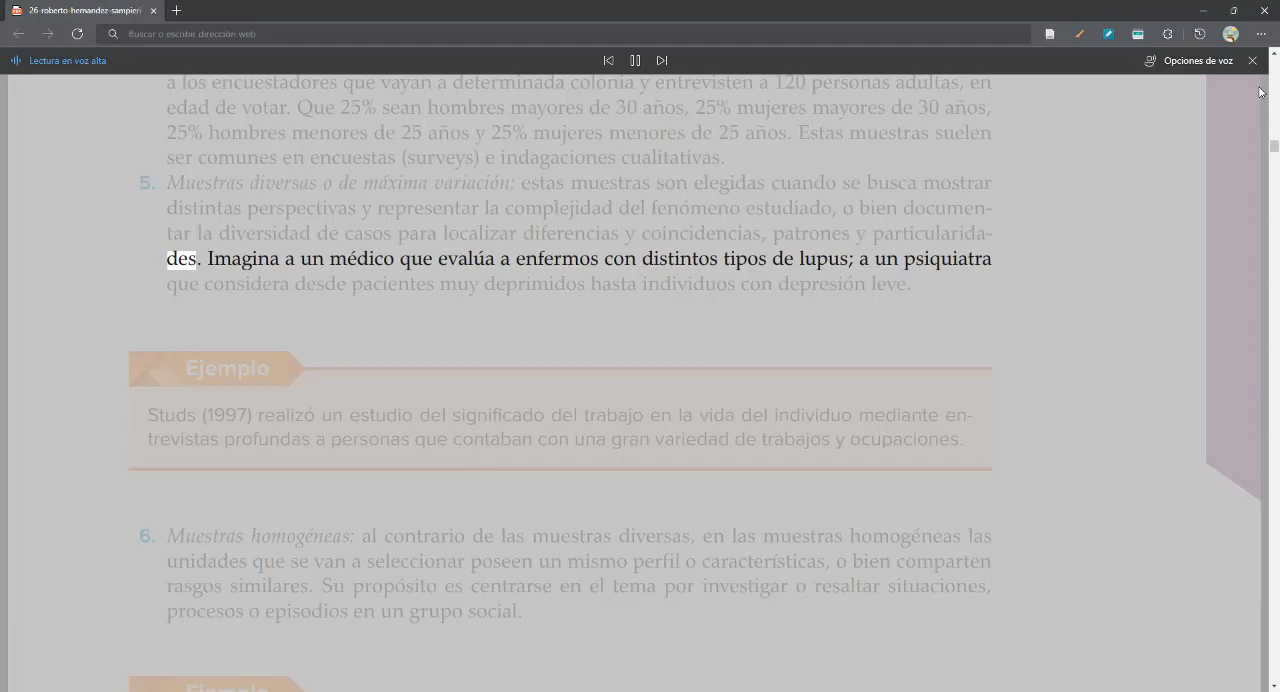 26-roberto-hernandez-sampieri
Buscar o escribir dirección web
Lectura en voz alta
Opciones de voz
a los encuestadores que vayan a determinada colonia y entrevisten a 120 personas adultas, en
edad de votar. Que 25% sean hombres mayores de 30 años, 25% mujeres mayores de 30 años,
25% hombres menores de 25 años y 25% mujeres menores de 25 años. Estas muestras suelen
ser comunes en encuestas (surveys) e indagaciones cualitativas.
5. Muestras diversas o de máxima variación: estas muestras son elegidas cuando se busca mostrar
distintas perspectivas y representar la complejidad del fenómeno estudiado, o bien documen-
tar la diversidad de casos para localizar diferencias y coincidencias, patrones y particularida-
des. Imagina a un médico que evalúa a enfermos con distintos tipos de lupus; a un psiquiatra
que considera desde pacientes muy deprimidos hasta individuos con depresión leve.
Ejemplo
Studs (1997) realizó un estudio del significado del trabajo en la vida del individuo mediante en-
trevistas profundas a personas que contaban con una gran variedad de trabajos y ocupaciones.
6. Muestras homogéneas: al contrario de las muestras diversas, en las muestras homogéneas las
unidades que se van a seleccionar poseen un mismo perfil o características, o bien comparten
rasgos similares. Su propósito es centrarse en el tema por investigar o resaltar situaciones,
procesos o episodios en un grupo social.
Ejemplo